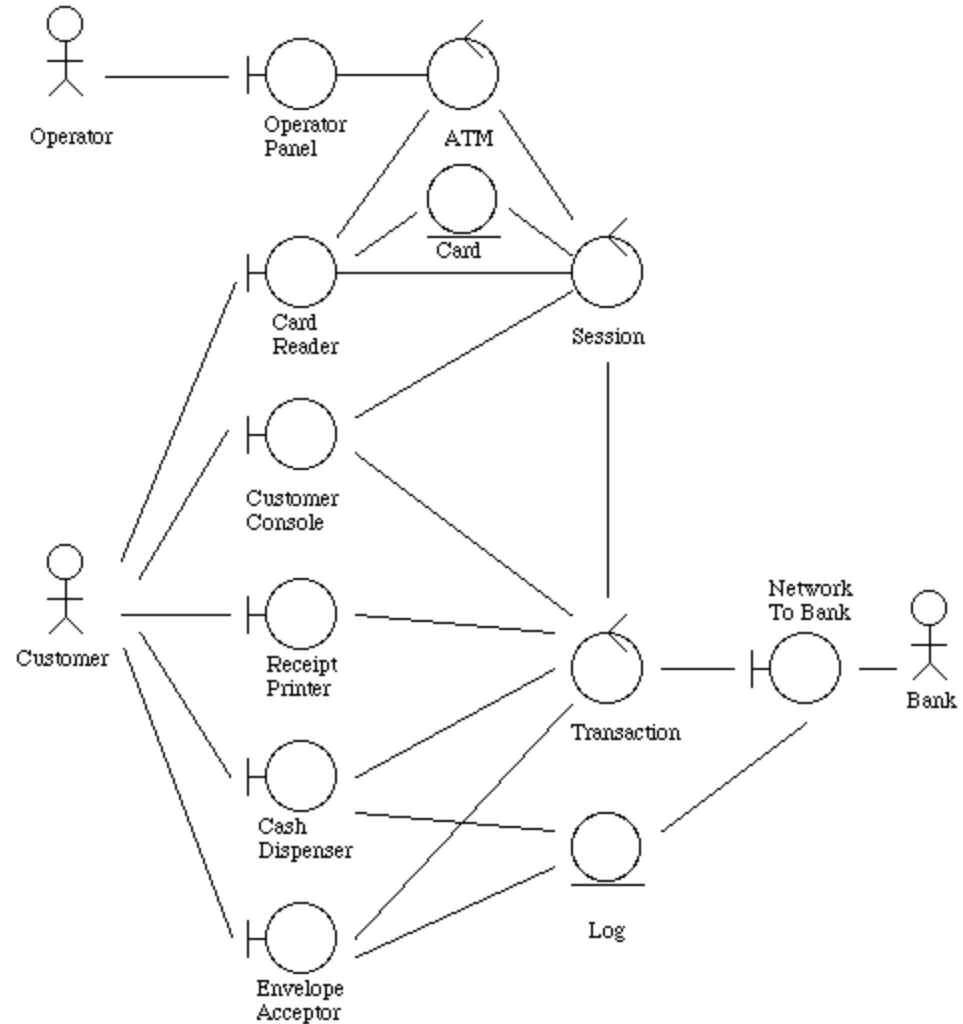 Operator
Operator
Panel
ATM
Card
Card
Reader
Session
Customer
Console
Customer
Receipt
Printer
Network
To Bank
Bank
Transaction
Cash
Dispenser
Log
Envelope
Acceptor